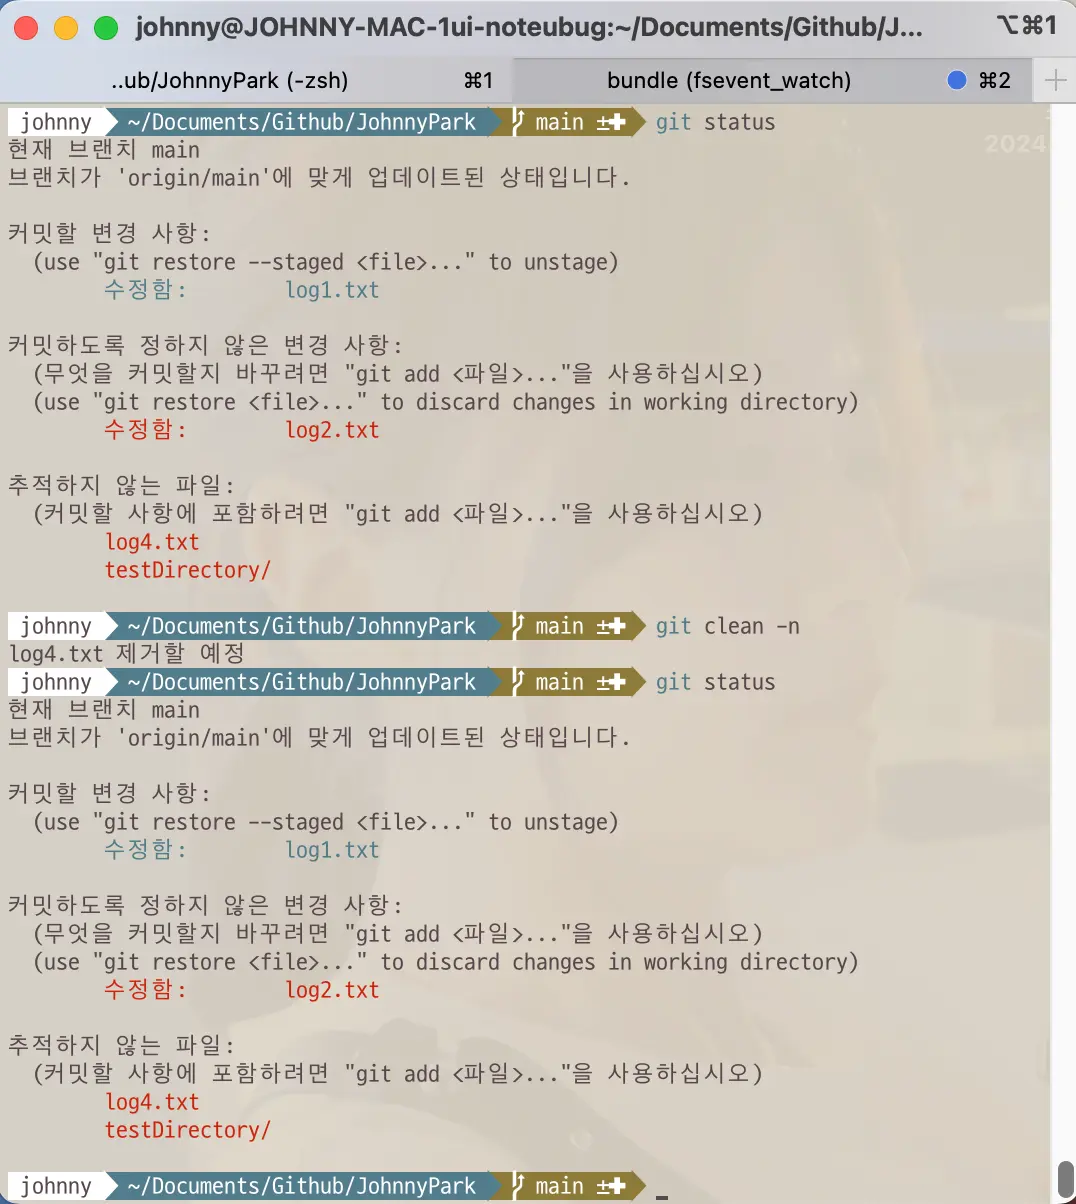 johnny@JOHNNY-MAC-1ui-noteubug:~/Documents/Github/J... ⌥⌘1
..ub/JohnnyPark (-zsh) ⌘1 bundle (fsevent_watch) ⌘2
johnny ~/Documents/Github/JohnnyPark main ±✚ git status
2024
현재 브랜치 main
브랜치가 'origin/main'에 맞게 업데이트된 상태입니다.
커밋할 변경 사항:
(use "git restore --staged <file>..." to unstage)
수정함: log1.txt
커밋하도록 정하지 않은 변경 사항:
(무엇을 커밋할지 바꾸려면 "git add <파일>..."을 사용하십시오)
(use "git restore <file>..." to discard changes in working directory)
수정함: log2.txt
추적하지 않는 파일:
(커밋할 사항에 포함하려면 "git add <파일>..."을 사용하십시오)
log4.txt
testDirectory/
johnny ~/Documents/Github/JohnnyPark main ±✚ git clean -n
log4.txt 제거할 예정
johnny ~/Documents/Github/JohnnyPark main ±✚ git status
현재 브랜치 main
브랜치가 'origin/main'에 맞게 업데이트된 상태입니다.
커밋할 변경 사항:
(use "git restore --staged <file>..." to unstage)
수정함: log1.txt
커밋하도록 정하지 않은 변경 사항:
(무엇을 커밋할지 바꾸려면 "git add <파일>..."을 사용하십시오)
(use "git restore <file>..." to discard changes in working directory)
수정함: log2.txt
추적하지 않는 파일:
(커밋할 사항에 포함하려면 "git add <파일>..."을 사용하십시오)
log4.txt
testDirectory/
johnny ~/Documents/Github/JohnnyPark main ±✚ _